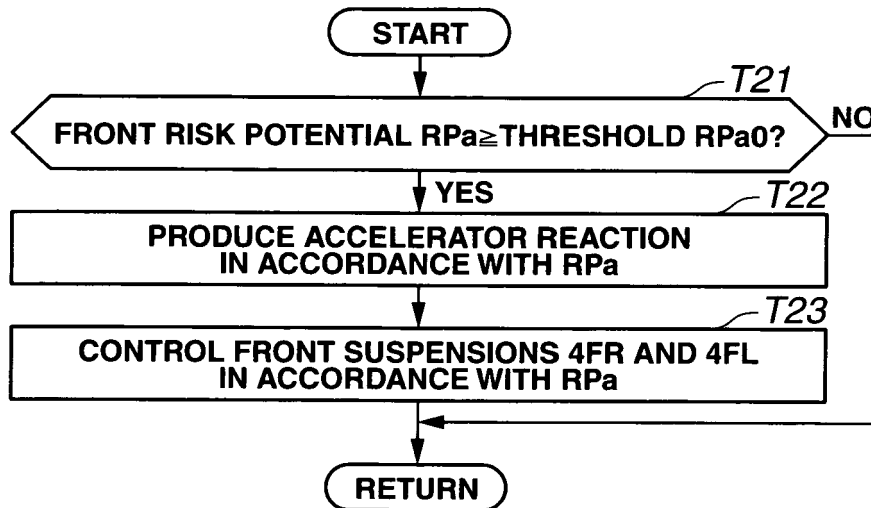 START
T21
FRONT RISK POTENTIAL RPa≧THRESHOLD RPa0?
NO
YES
T22
PRODUCE ACCELERATOR REACTION
IN ACCORDANCE WITH RPa
T23
CONTROL FRONT SUSPENSIONS 4FR AND 4FL
IN ACCORDANCE WITH RPa
RETURN